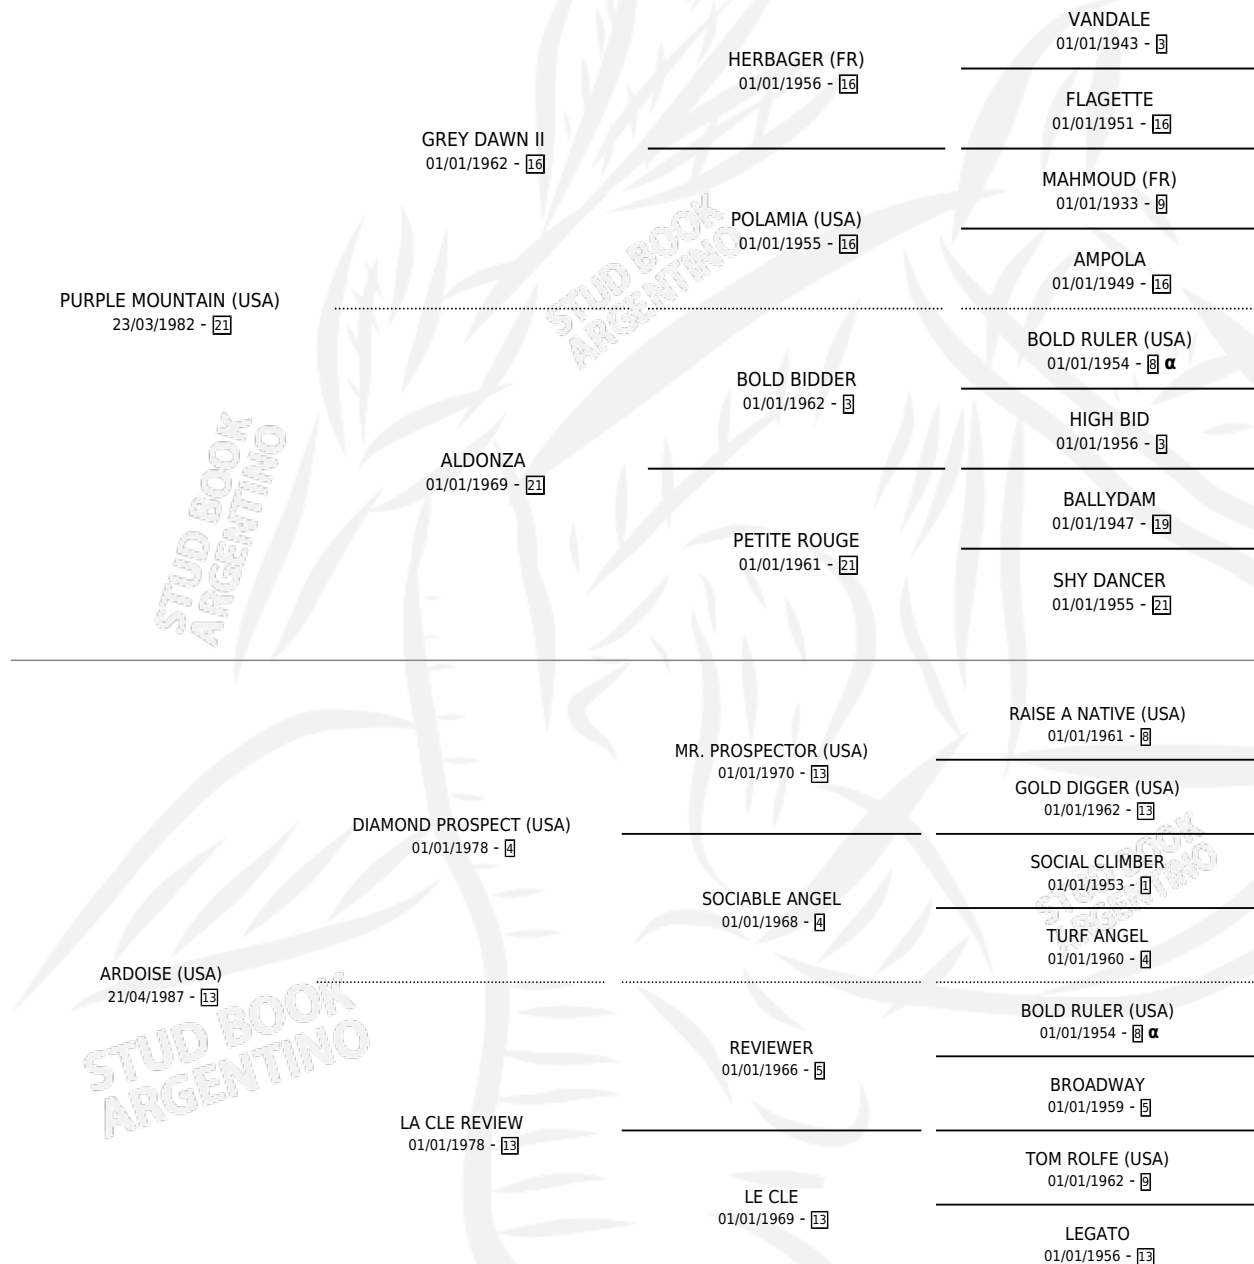 VANDALE
01/01/1943 - 3
HERBAGER (FR)
01/01/1956 - 16
FLAGETTE
01/01/1951 - 16
GREY DAWN II
01/01/1962 - 16
MAHMOUD (FR)
01/01/1933 - 9
POLAMIA (USA)
01/01/1955 - 16
AMPOLA
01/01/1949 - 16
PURPLE MOUNTAIN (USA)
23/03/1982 - 21
BOLD RULER (USA)
01/01/1954 - 8 α
BOLD BIDDER
01/01/1962 - 3
HIGH BID
01/01/1956 - 3
ALDONZA
01/01/1969 - 21
BALLYDAM
01/01/1947 - 19
PETITE ROUGE
01/01/1961 - 21
SHY DANCER
01/01/1955 - 21
RAISE A NATIVE (USA)
01/01/1961 - 8
MR. PROSPECTOR (USA)
01/01/1970 - 13
GOLD DIGGER (USA)
01/01/1962 - 13
DIAMOND PROSPECT (USA)
01/01/1978 - 4
SOCIAL CLIMBER
01/01/1953 - 1
SOCIABLE ANGEL
01/01/1968 - 4
TURF ANGEL
01/01/1960 - 4
ARDOISE (USA)
21/04/1987 - 13
BOLD RULER (USA)
01/01/1954 - 8 α
REVIEWER
01/01/1966 - 5
BROADWAY
01/01/1959 - 5
LA CLE REVIEW
01/01/1978 - 13
TOM ROLFE (USA)
01/01/1962 - 9
LE CLE
01/01/1969 - 13
LEGATO
01/01/1956 - 13
STUD BOOK
ARGENTINO
STUD BOOK
ARGENTINO
STUD BOOK
ARGENTINO
STUD BOOK
ARGENTINO